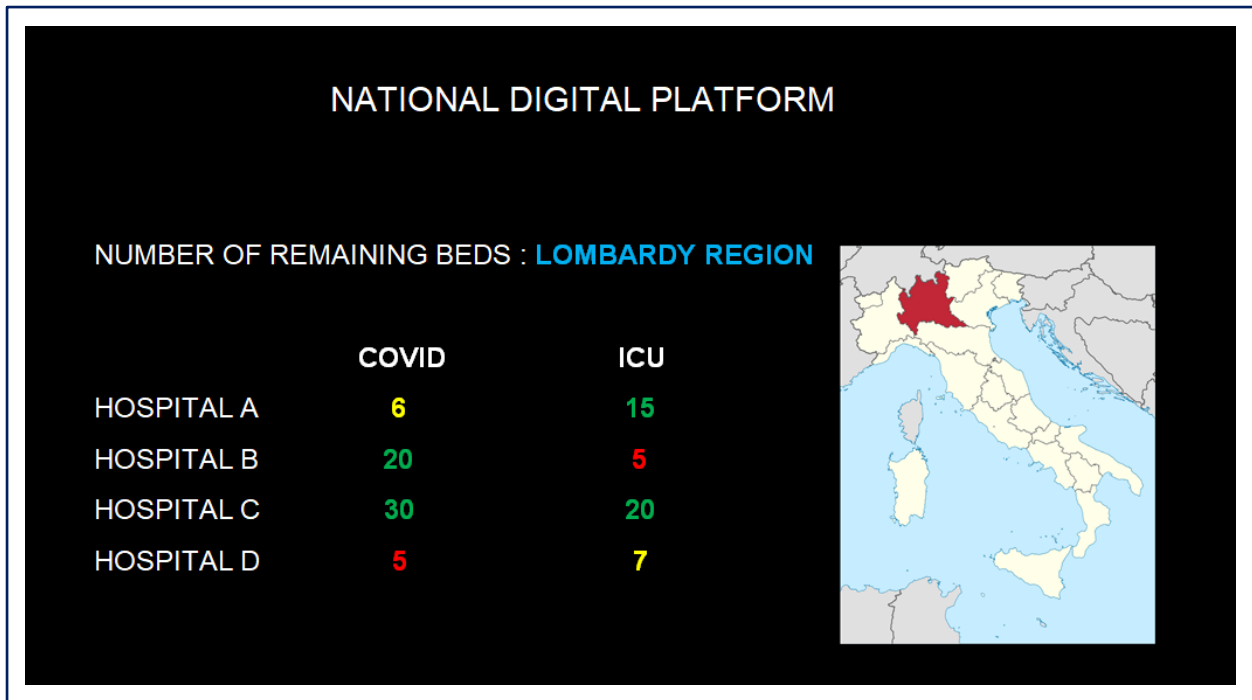 NATIONAL DIGITAL PLATFORM
NUMBER OF REMAINING BEDS : LOMBARDY REGION
COVID ICU
HOSPITAL A 6 15
HOSPITAL B 20 5
HOSPITAL C 30 20
HOSPITAL D 5 7